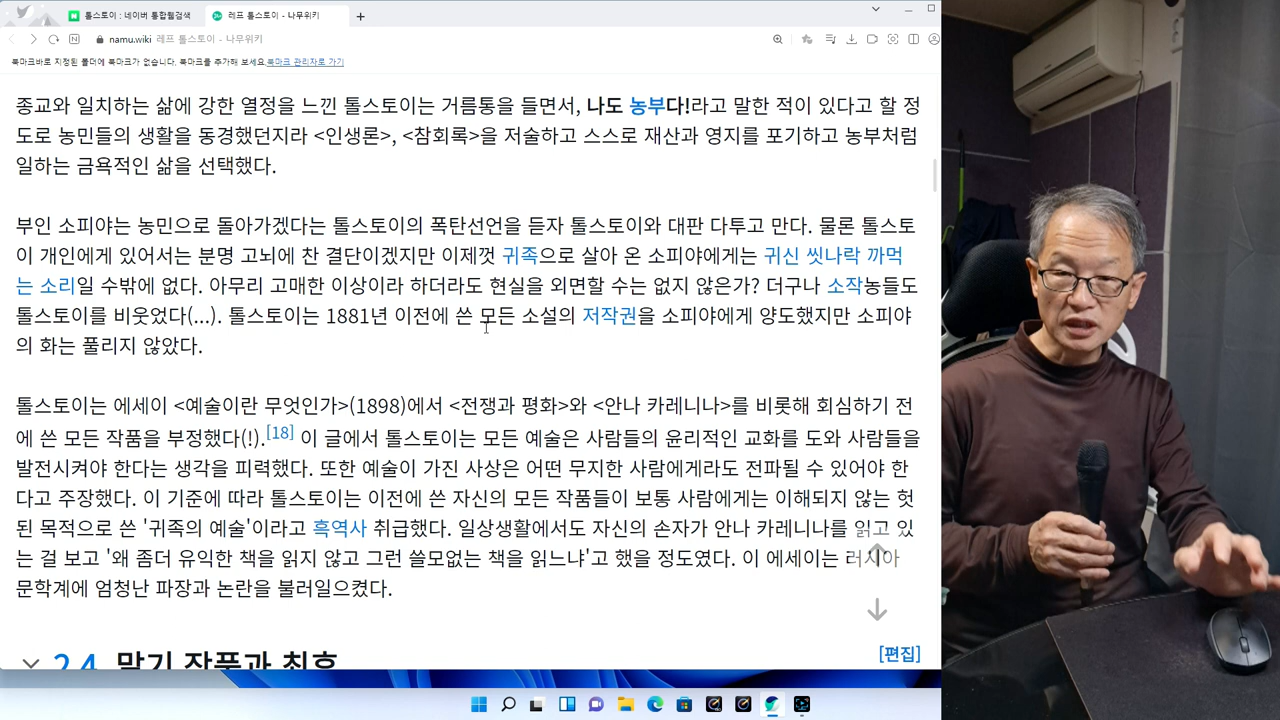 톨스토이 : 네이버 통합웹검색
레프 톨스토이 - 나무위키
namu.wiki 레프 톨스토이 - 나무위키
북마크바로 지정된 폴더에 북마크가 없습니다. 북마크를 추가해 보세요. 북마크 관리자로 가기
종교와 일치하는 삶에 강한 열정을 느낀 톨스토이는 거름통을 들면서, 나도 농부다!라고 말한 적이 있다고 할 정
도로 농민들의 생활을 동경했던지라 <인생론>, <참회록>을 저술하고 스스로 재산과 영지를 포기하고 농부처럼
일하는 금욕적인 삶을 선택했다.
부인 소피야는 농민으로 돌아가겠다는 톨스토이의 폭탄선언을 듣자 톨스토이와 대판 다투고 만다. 물론 톨스토
이 개인에게 있어서는 분명 고뇌에 찬 결단이겠지만 이제껏 귀족으로 살아 온 소피야에게는 귀신 씻나락 까먹
는 소리일 수밖에 없다. 아무리 고매한 이상이라 하더라도 현실을 외면할 수는 없지 않은가? 더구나 소작농들도
톨스토이를 비웃었다(...). 톨스토이는 1881년 이전에 쓴 모든 소설의 저작권을 소피야에게 양도했지만 소피야
의 화는 풀리지 않았다.
톨스토이는 에세이 <예술이란 무엇인가>(1898)에서 <전쟁과 평화>와 <안나 카레니나>를 비롯해 회심하기 전
에 쓴 모든 작품을 부정했다(!).[18] 이 글에서 톨스토이는 모든 예술은 사람들의 윤리적인 교화를 도와 사람들을
발전시켜야 한다는 생각을 피력했다. 또한 예술이 가진 사상은 어떤 무지한 사람에게라도 전파될 수 있어야 한
다고 주장했다. 이 기준에 따라 톨스토이는 이전에 쓴 자신의 모든 작품들이 보통 사람에게는 이해되지 않는 헛
된 목적으로 쓴 '귀족의 예술'이라고 흑역사 취급했다. 일상생활에서도 자신의 손자가 안나 카레니나를 읽고 있
는 걸 보고 '왜 좀더 유익한 책을 읽지 않고 그런 쓸모없는 책을 읽느냐'고 했을 정도였다. 이 에세이는 러시아
문학계에 엄청난 파장과 논란을 불러일으켰다.
2.4. 말기 작품과 최후
[편집]